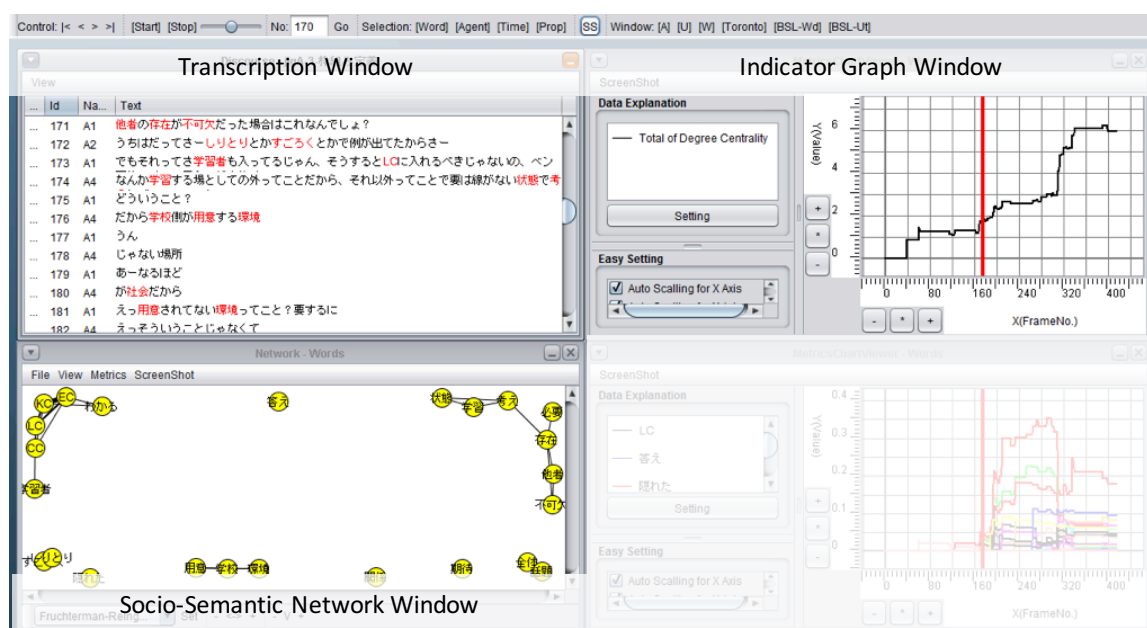 Control: |< < > >| [Start] [Stop] No: 170 Go Selection: [Word] [Agent] [Time] [Prop] SS Window: [A] [U] [W] [Toronto] [BSL-Wd] [BSL-Ut]
Transcription Window
View
... Id Na... Text
... 171 A1 他者の存在が不可欠だった場合はこれなんでしょ？
... 172 A2 うちはだってさーしりとりとかすごろくとかで例が出てたからさー
... 173 A1 でもそれってさ学習者も入ってるじゃん、そうするとLCに入れるべきじゃないの、ベン
... 174 A4 なんか学習する場としての外ってことだから、それ以外ってことで要は線がない状態で考
... 175 A1 どういうこと？
... 176 A4 だから学校側が用意する環境
... 177 A1 うん
... 178 A4 じゃない場所
... 179 A1 あーなるほど
... 180 A4 が社会だから
... 181 A1 えっ用意されてない環境ってこと？要するに
... 182 A4 えっそういうことじゃなくて
Indicator Graph Window
ScreenShot
Data Explanation
Total of Degree Centrality
Setting
Easy Setting
Auto Scalling for X Axis
+
*
-
Y(Value)
6
4
2
0
0 80 160 240 320 400
- * +
X(FrameNo.)
Network - Words
File View Metrics ScreenShot
KC EC わかる
LC
CC
学習者
答え
状態 学習 考え
必要
存在
他者
不可欠
しりとり
隠れた
用意 学校 環境
関係
期待
Socio-Semantic Network Window
Fruchterman-Reing... Set
MetricsChartViewer - Words
ScreenShot
Data Explanation
LC
答え
隠れた
Setting
Easy Setting
Auto Scalling for X Axis
+
*
-
Y(Value)
0.4
0.3
0.2
0.1
0
0 80 160 240 320 400
- * +
X(FrameNo.)